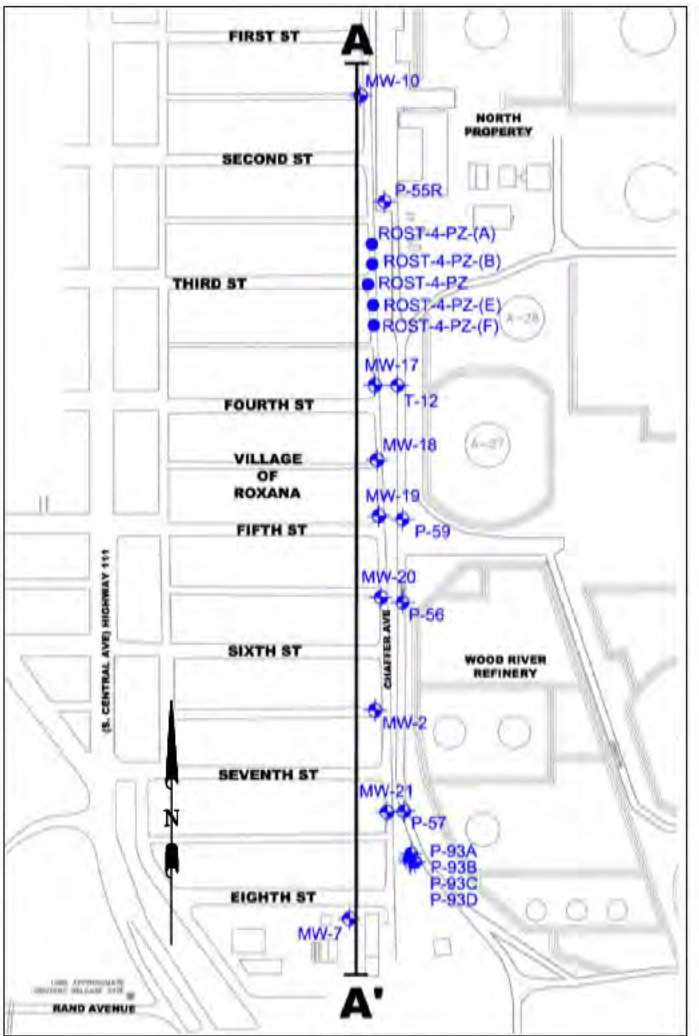 FIRST ST
A
MW-10
NORTH
PROPERTY
SECOND ST
P-55R
ROST-4-PZ-(A)
ROST-4-PZ-(B)
THIRD ST
ROST-4-PZ
ROST-4-PZ-(E)
ROST-4-PZ-(F)
A-28
MW-17
T-12
FOURTH ST
MW-18
A-27
VILLAGE
OF
ROXANA
MW-19
FIFTH ST
P-59
(S. CENTRAL AVE) HIGHWAY 111
MW-20
P-56
CHAFFER AVE
SIXTH ST
WOOD RIVER
REFINERY
MW-2
SEVENTH ST
MW-21
P-57
N
P-93A
P-93B
P-93C
P-93D
EIGHTH ST
MW-7
1986 APPROXIMATE
RAND AVENUE
A'